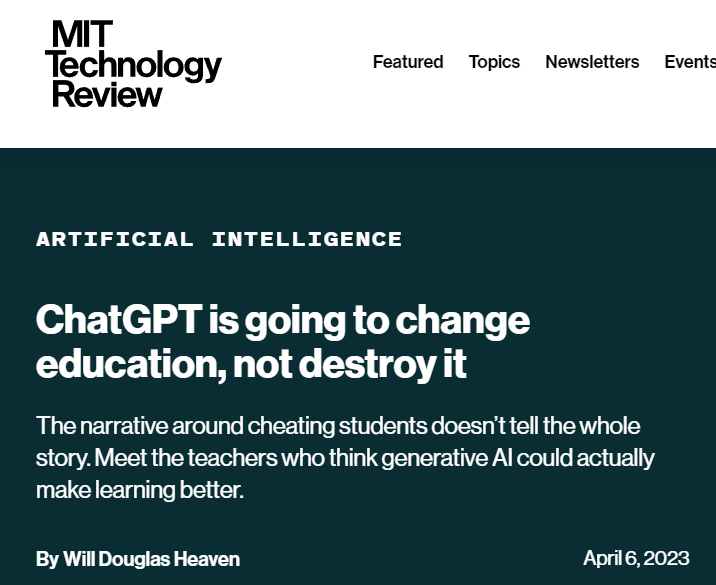 MIT
Technology
Review
Featured Topics Newsletters Events
ARTIFICIAL INTELLIGENCE
ChatGPT is going to change
education, not destroy it
The narrative around cheating students doesn’t tell the whole
story. Meet the teachers who think generative AI could actually
make learning better.
By Will Douglas Heaven April 6, 2023